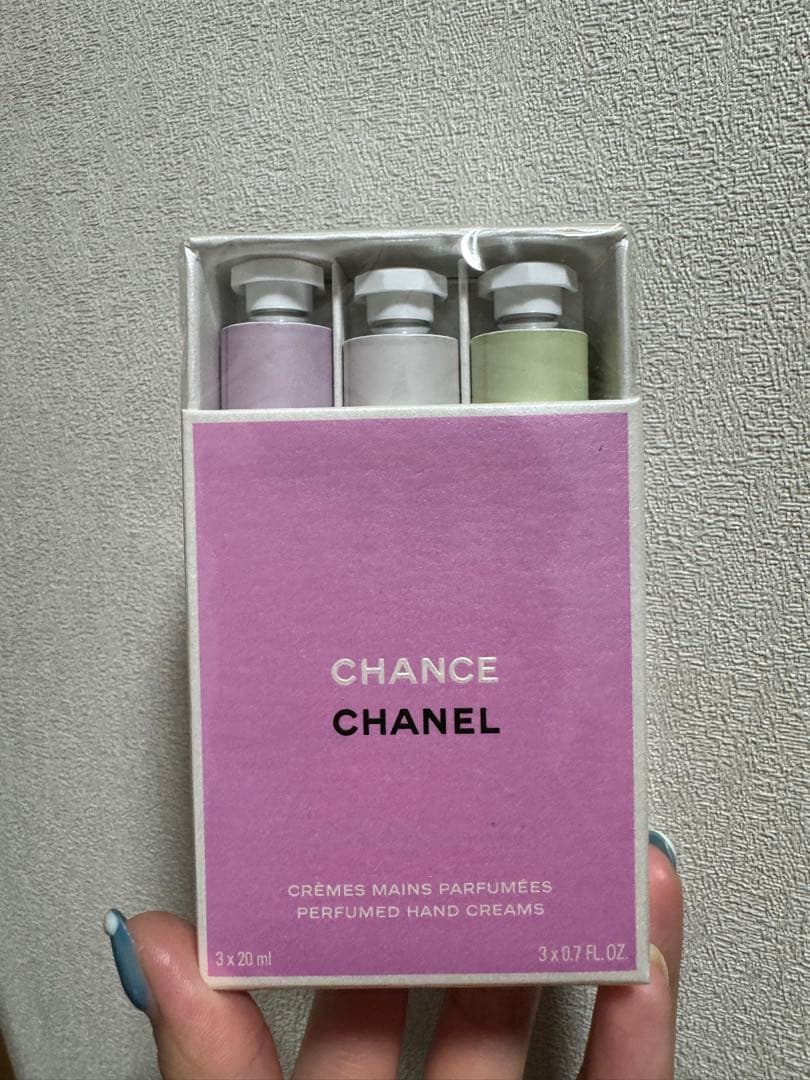 CHANCE
CHANEL
CRÈMES MAINS PARFUMÉES
PERFUMED HAND CREAMS
3 x 20 ml
3 x 0.7 FL. OZ.